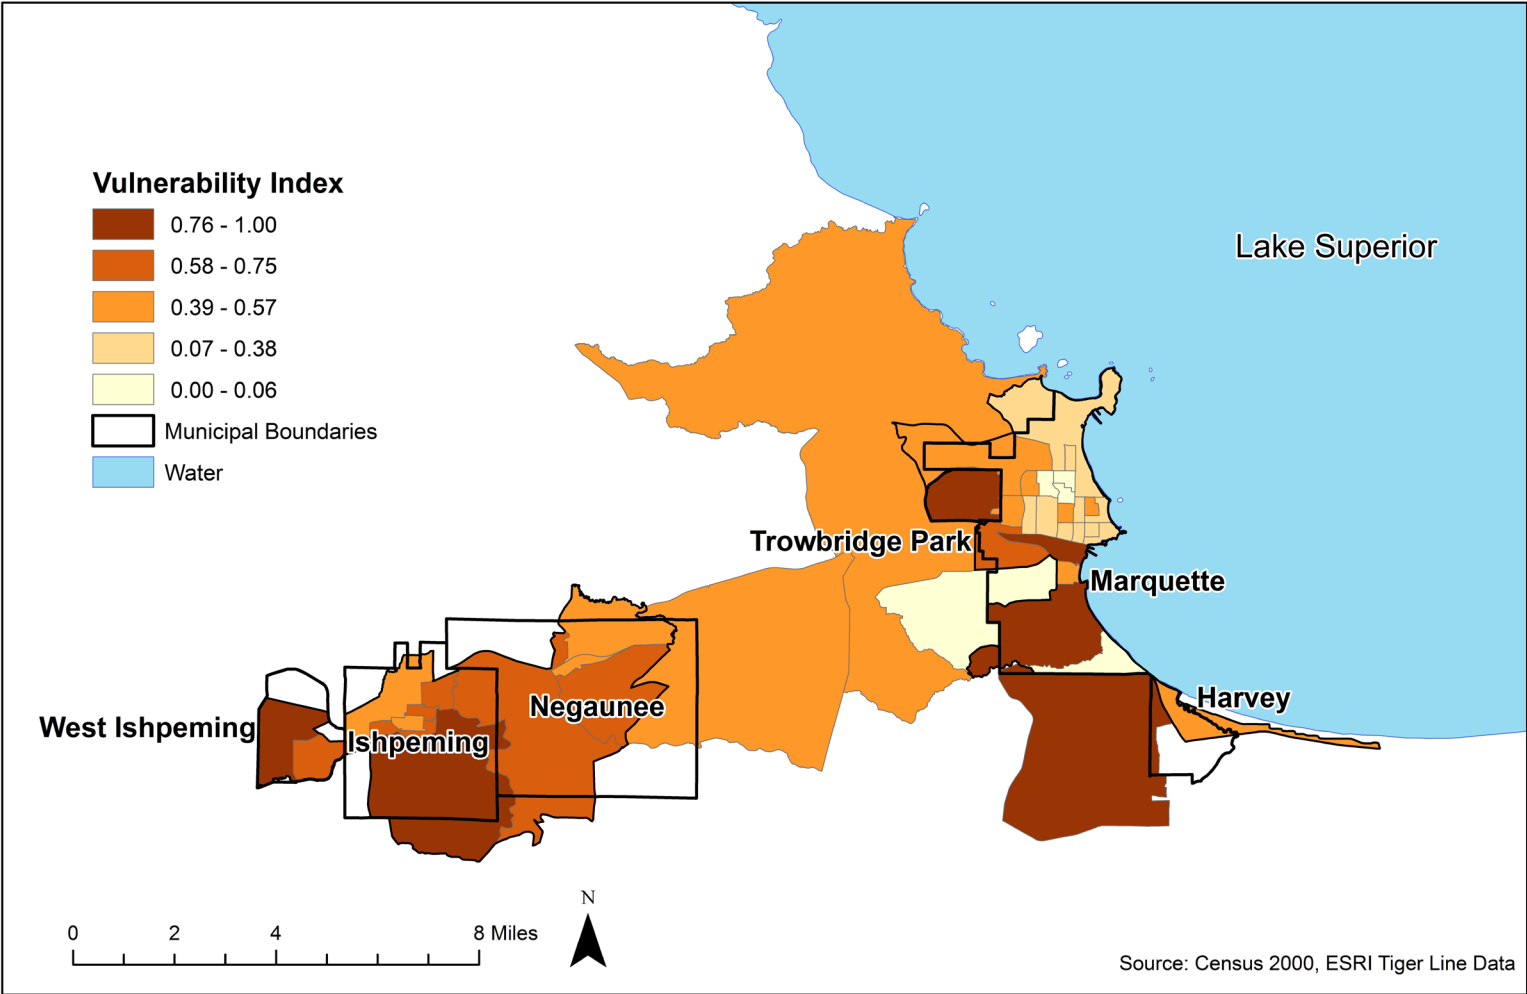 Vulnerability Index
0.76 - 1.00
0.58 - 0.75
0.39 - 0.57
0.07 - 0.38
0.00 - 0.06
Municipal Boundaries
Water
Lake Superior
Trowbridge Park
Marquette
Harvey
Negaunee
West Ishpeming
Ishpeming
N
0 2 4 8 Miles
Source: Census 2000, ESRI Tiger Line Data